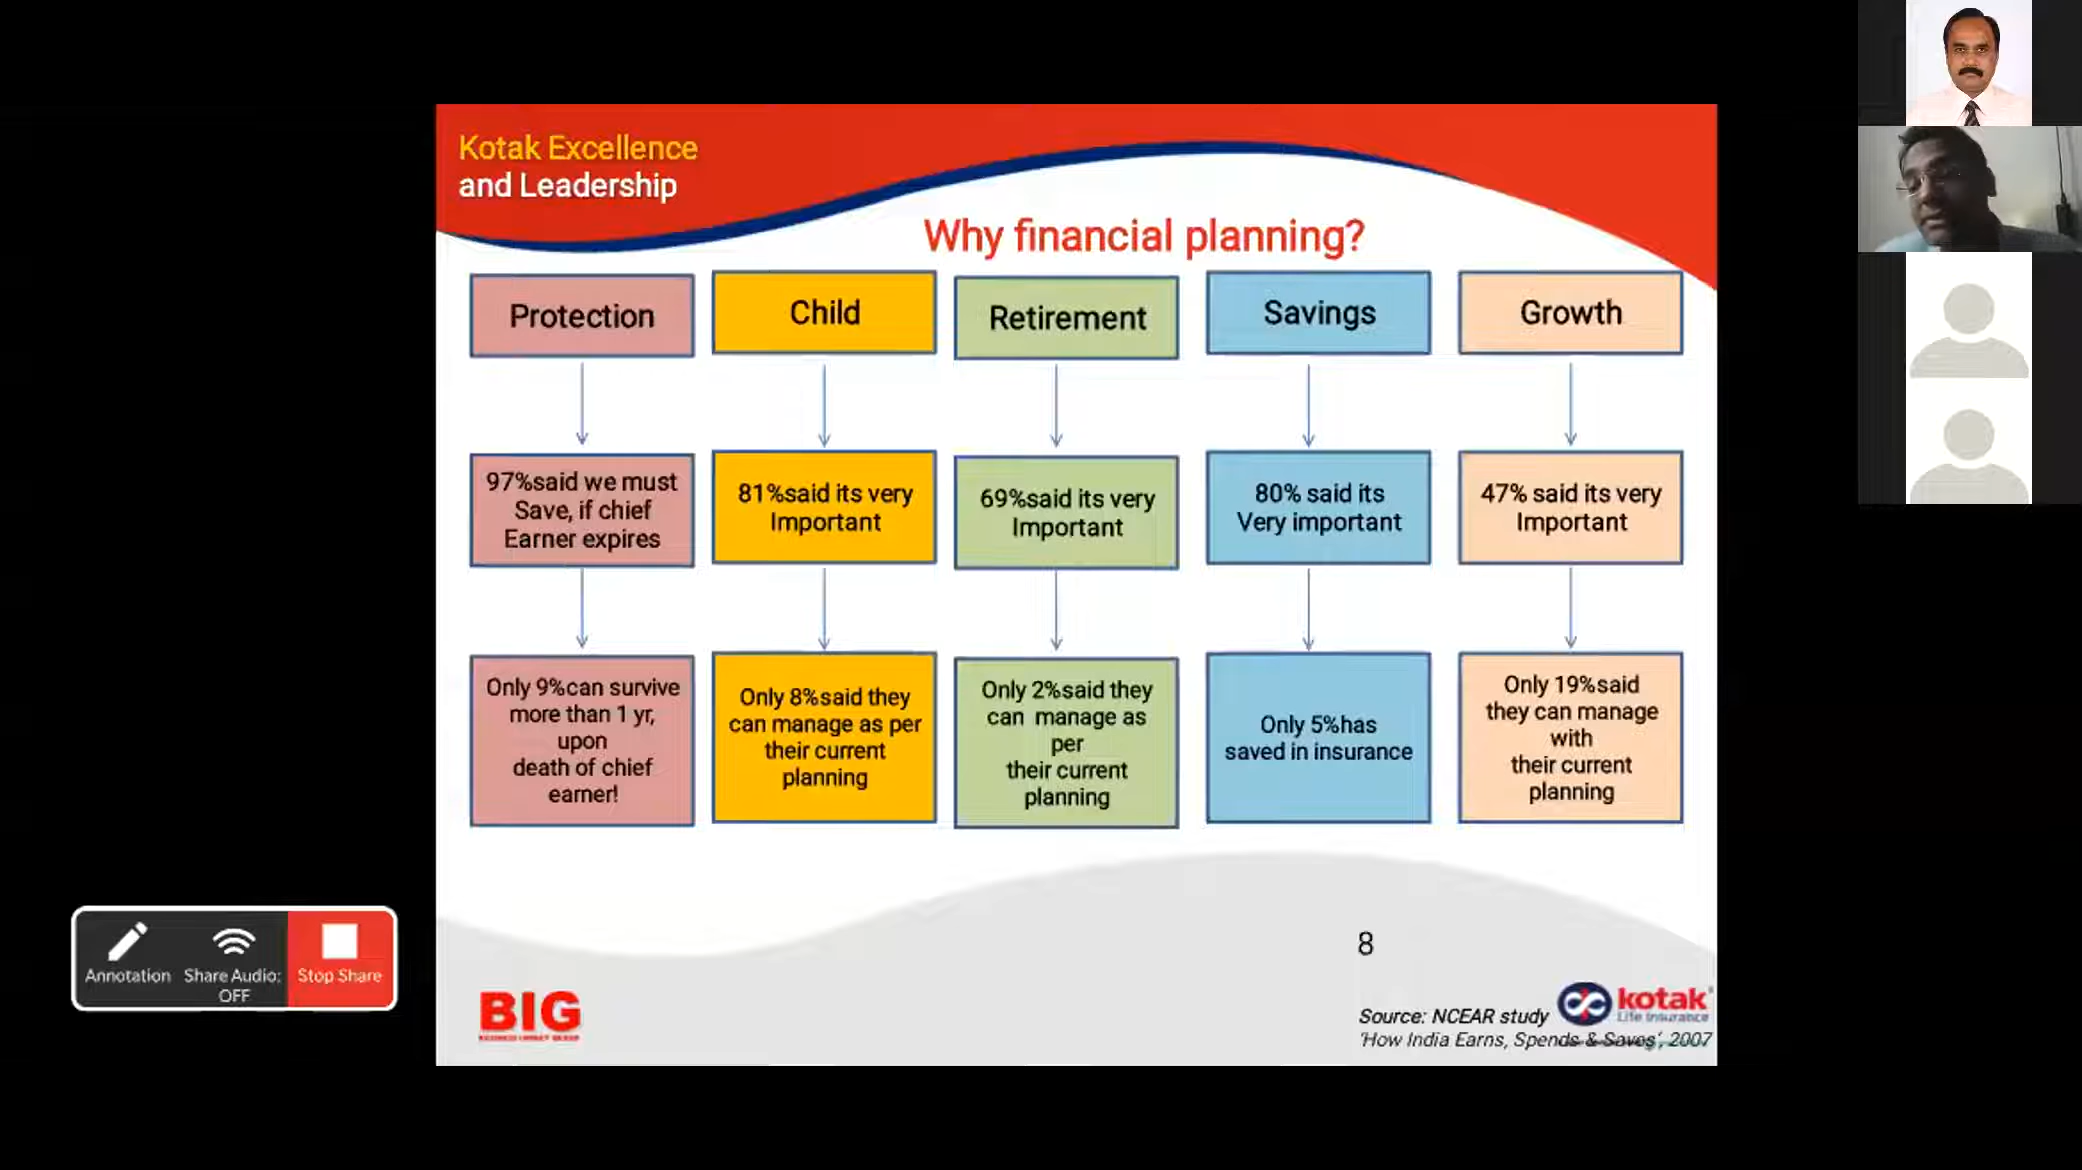 Kotak Excellence
and Leadership
Why financial planning?
Protection
Child
Retirement
Savings
Growth
97%said we must
Save, if chief
Earner expires
81%said its very
Important
69%said its very
Important
80% said its
Very important
47% said its very
Important
Only 9%can survive
more than 1 yr,
upon
death of chief
earner!
Only 8%said they
can manage as per
their current
planning
Only 2%said they
can manage as
per
their current
planning
Only 5%has
saved in insurance
Only 19%said
they can manage
with
their current
planning
8
Annotation
Share Audio:
OFF
Stop Share
BIG
BUSINESS IMPACT GROUP
kotak
Life Insurance
Source: NCEAR study
'How India Earns, Spends & Saves', 2007